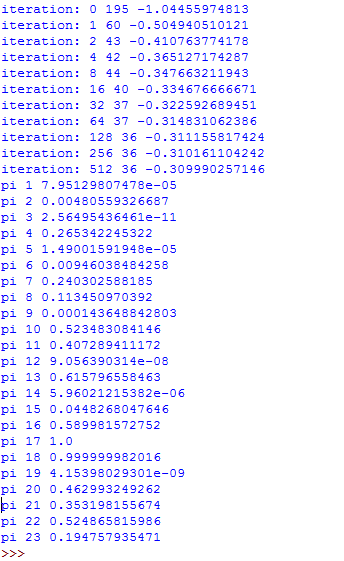 iteration: 0 195 -1.04455974813
iteration: 1 60 -0.504940510121
iteration: 2 43 -0.410763774178
iteration: 4 42 -0.365127174287
iteration: 8 44 -0.347663211943
iteration: 16 40 -0.334676666671
iteration: 32 37 -0.322592689451
iteration: 64 37 -0.314831062386
iteration: 128 36 -0.311155817424
iteration: 256 36 -0.310161104242
iteration: 512 36 -0.309990257146
pi 1 7.95129807478e-05
pi 2 0.00480559326687
pi 3 2.56495436461e-11
pi 4 0.265342245322
pi 5 1.49001591948e-05
pi 6 0.00946038484258
pi 7 0.240302588185
pi 8 0.113450970392
pi 9 0.000143648842803
pi 10 0.523483084146
pi 11 0.407289411172
pi 12 9.056390314e-08
pi 13 0.615796558463
pi 14 5.96021215382e-06
pi 15 0.0448268047646
pi 16 0.589981572752
pi 17 1.0
pi 18 0.999999982016
pi 19 4.15398029301e-09
pi 20 0.462993249262
pi 21 0.353198155674
pi 22 0.524865815986
pi 23 0.194757935471
>>>